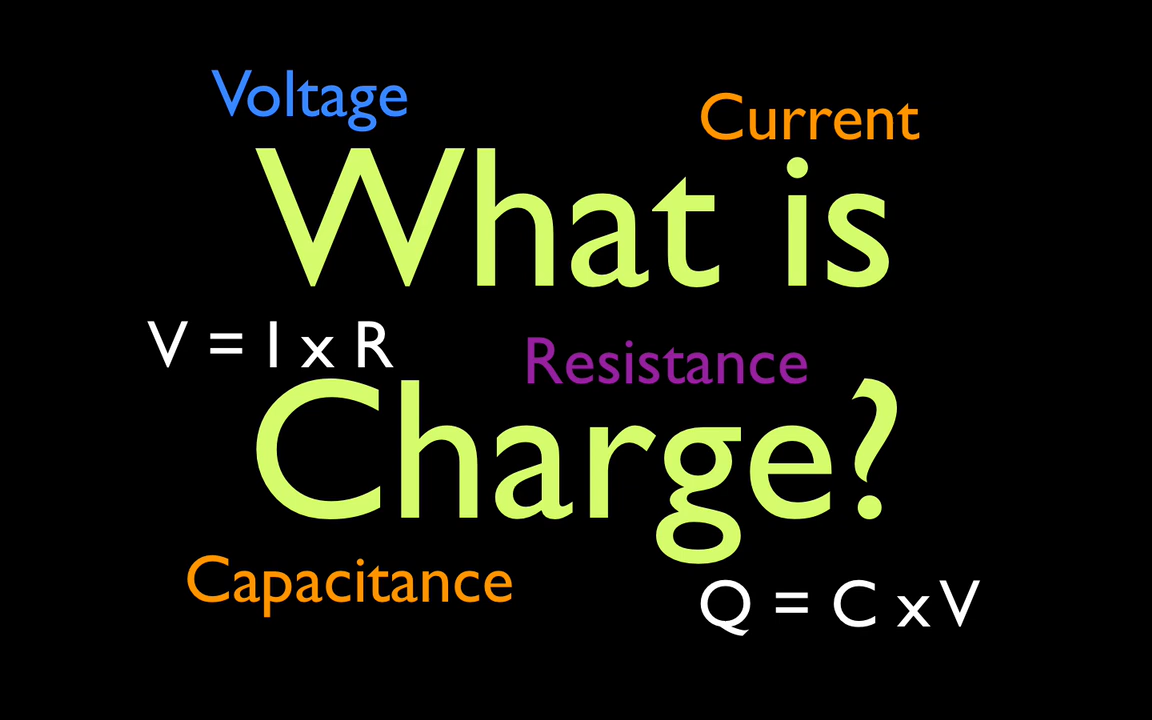 Voltage
Current
What is
V = I x R
Resistance
Charge?
Capacitance
Q = C x V